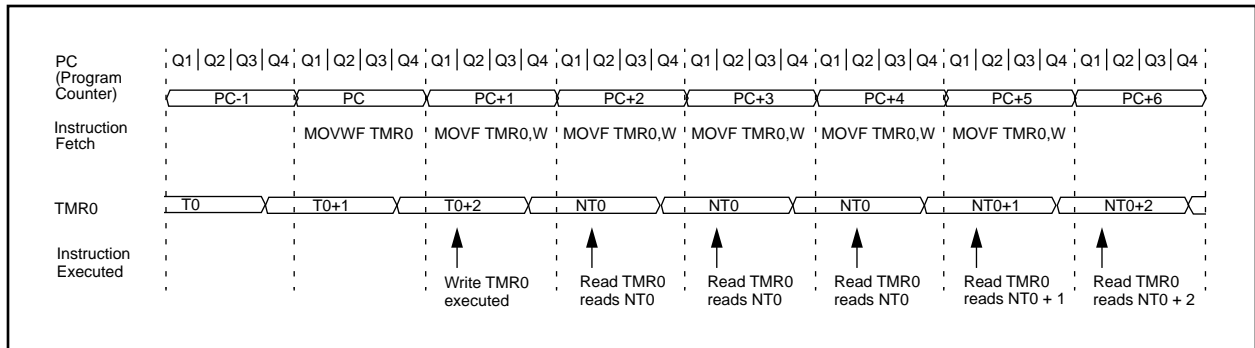 PC
(Program
Counter)
Q1 Q2 Q3 Q4 Q1 Q2 Q3 Q4 Q1 Q2 Q3 Q4 Q1 Q2 Q3 Q4 Q1 Q2 Q3 Q4 Q1 Q2 Q3 Q4 Q1 Q2 Q3 Q4 Q1 Q2 Q3 Q4
PC-1 PC PC+1 PC+2 PC+3 PC+4 PC+5 PC+6
Instruction
Fetch
MOVWF TMR0 MOVF TMR0,W MOVF TMR0,W MOVF TMR0,W MOVF TMR0,W MOVF TMR0,W
TMR0
T0 T0+1 T0+2 NT0 NT0 NT0 NT0+1 NT0+2
Instruction
Executed
Write TMR0
executed
Read TMR0
reads NT0
Read TMR0
reads NT0
Read TMR0
reads NT0
Read TMR0
reads NT0 + 1
Read TMR0
reads NT0 + 2